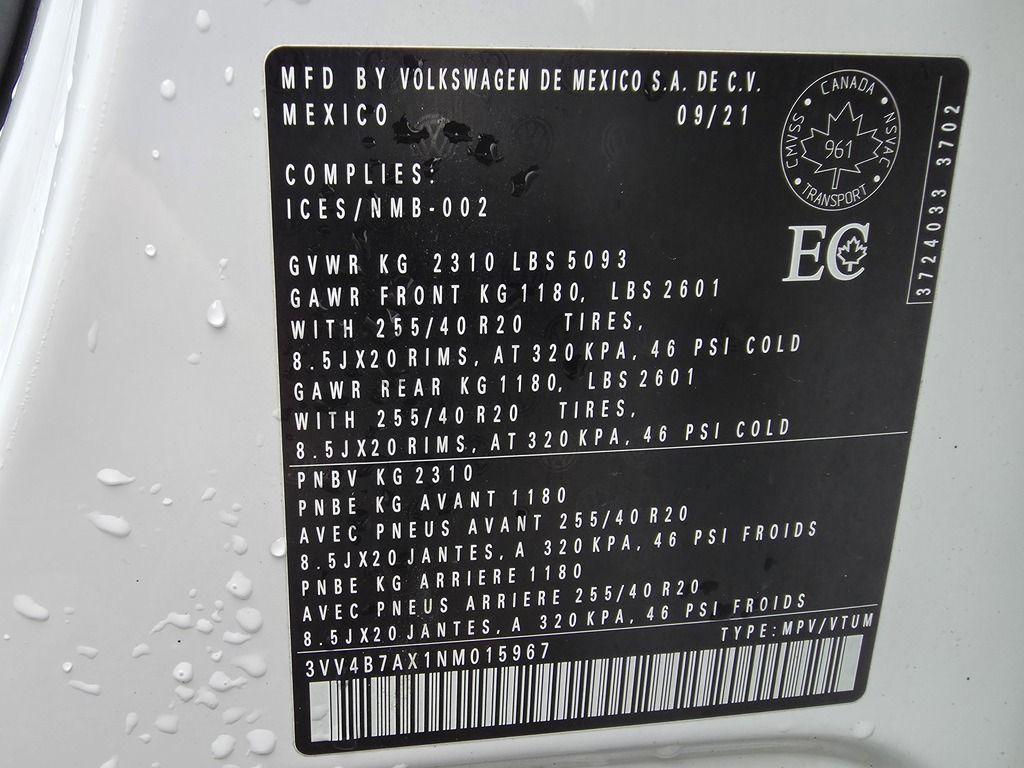 MFD BY VOLKSWAGEN DE MEXICO S.A. DE C.V.
MEXICO 09/21
CANADA
CMVSS NSVAC
961
TRANSPORT
COMPLIES:
ICES/NMB-002
EC
3724033 3702
GVWR KG 2310 LBS 5093
GAWR FRONT KG 1180, LBS 2601
WITH 255/40 R20 TIRES,
8.5JX20 RIMS, AT 320 KPA, 46 PSI COLD
GAWR REAR KG 1180, LBS 2601
WITH 255/40 R20 TIRES,
8.5JX20 RIMS, AT 320 KPA, 46 PSI COLD
PNBV KG 2310
PNBE KG AVANT 1180
AVEC PNEUS AVANT 255/40 R20
8.5JX20 JANTES, A 320 KPA, 46 PSI FROIDS
PNBE KG ARRIERE 1180
AVEC PNEUS ARRIERE 255/40 R20
8.5JX20 JANTES, A 320 KPA, 46 PSI FROIDS
3VV4B7AX1NM015967 TYPE: MPV/VTUM